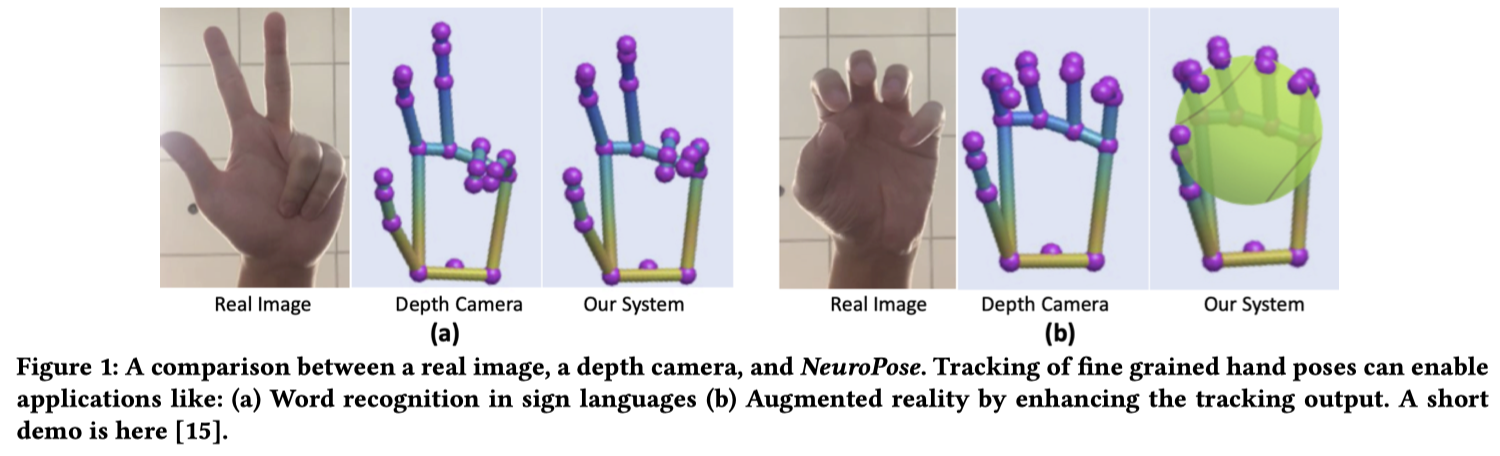 Real Image Depth Camera Our System Real Image Depth Camera Our System
(a) (b)
Figure 1: A comparison between a real image, a depth camera, and NeuroPose. Tracking of fine grained hand poses can enable
applications like: (a) Word recognition in sign languages (b) Augmented reality by enhancing the tracking output. A short
demo is here [15].